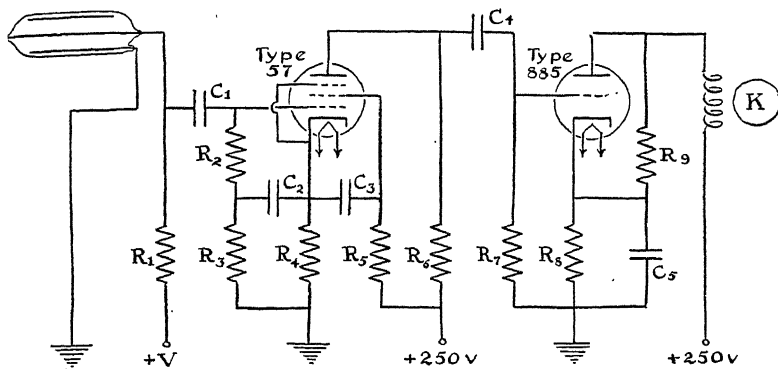 Type
57
C4
Type
885
K
C1
R2
C2
C3
R9
R1
R3
R4
R5
R6
R7
R8
C5
+V
+250v
+250v